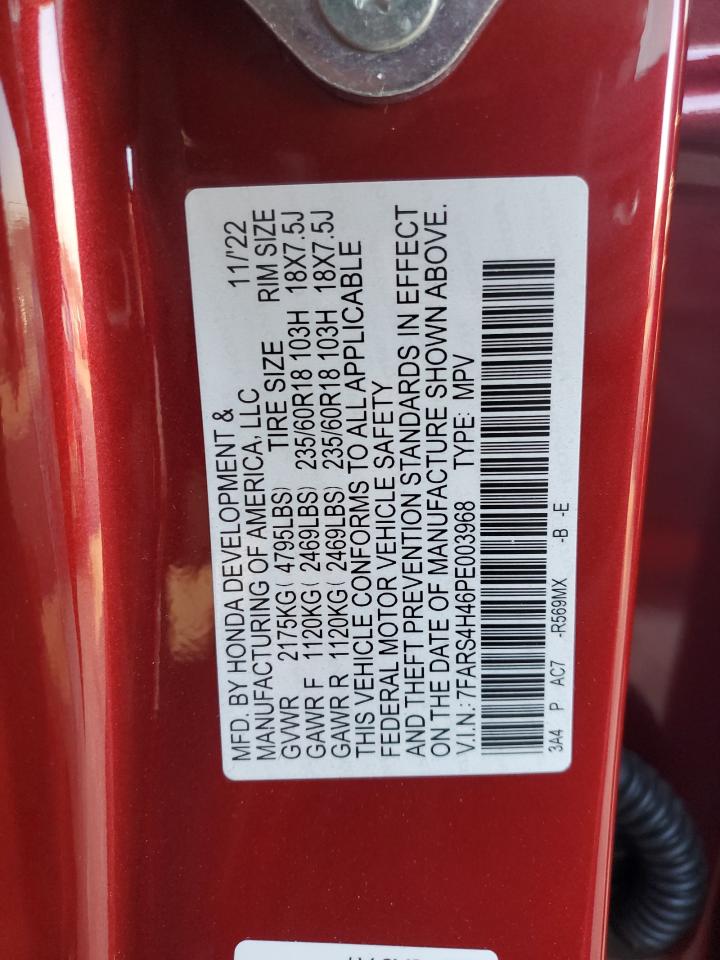 MFD. BY HONDA DEVELOPMENT &
MANUFACTURING OF AMERICA, LLC 11/'22
GVWR 2175KG( 4795LBS) TIRE SIZE RIM SIZE
GAWR F 1120KG( 2469LBS) 235/60R18 103H 18X7.5J
GAWR R 1120KG( 2469LBS) 235/60R18 103H 18X7.5J
THIS VEHICLE CONFORMS TO ALL APPLICABLE
FEDERAL MOTOR VEHICLE SAFETY
AND THEFT PREVENTION STANDARDS IN EFFECT
ON THE DATE OF MANUFACTURE SHOWN ABOVE.
V.I.N.: 7FARS4H46PE003968 TYPE: MPV
3A4 P AC7 -R569MX -B -E